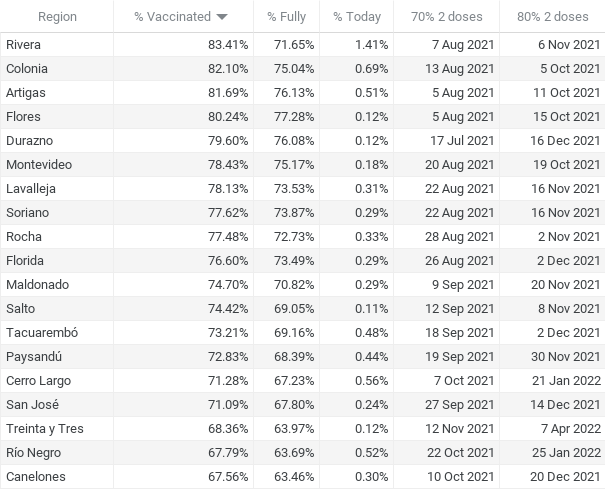 Region % Vaccinated % Fully % Today 70% 2 doses 80% 2 doses
Rivera 83.41% 71.65% 1.41% 7 Aug 2021 6 Nov 2021
Colonia 82.10% 75.04% 0.69% 13 Aug 2021 5 Oct 2021
Artigas 81.69% 76.13% 0.51% 5 Aug 2021 11 Oct 2021
Flores 80.24% 77.28% 0.12% 5 Aug 2021 15 Oct 2021
Durazno 79.60% 76.08% 0.12% 17 Jul 2021 16 Dec 2021
Montevideo 78.43% 75.17% 0.18% 20 Aug 2021 19 Oct 2021
Lavalleja 78.13% 73.53% 0.31% 22 Aug 2021 16 Nov 2021
Soriano 77.62% 73.87% 0.29% 22 Aug 2021 16 Nov 2021
Rocha 77.48% 72.73% 0.33% 28 Aug 2021 2 Nov 2021
Florida 76.60% 73.49% 0.29% 26 Aug 2021 2 Dec 2021
Maldonado 74.70% 70.82% 0.29% 9 Sep 2021 20 Nov 2021
Salto 74.42% 69.05% 0.11% 12 Sep 2021 8 Nov 2021
Tacuarembó 73.21% 69.16% 0.48% 18 Sep 2021 2 Dec 2021
Paysandú 72.83% 68.39% 0.44% 19 Sep 2021 30 Nov 2021
Cerro Largo 71.28% 67.23% 0.56% 7 Oct 2021 21 Jan 2022
San José 71.09% 67.80% 0.24% 27 Sep 2021 14 Dec 2021
Treinta y Tres 68.36% 63.97% 0.12% 12 Nov 2021 7 Apr 2022
Río Negro 67.79% 63.69% 0.52% 22 Oct 2021 25 Jan 2022
Canelones 67.56% 63.46% 0.30% 10 Oct 2021 20 Dec 2021